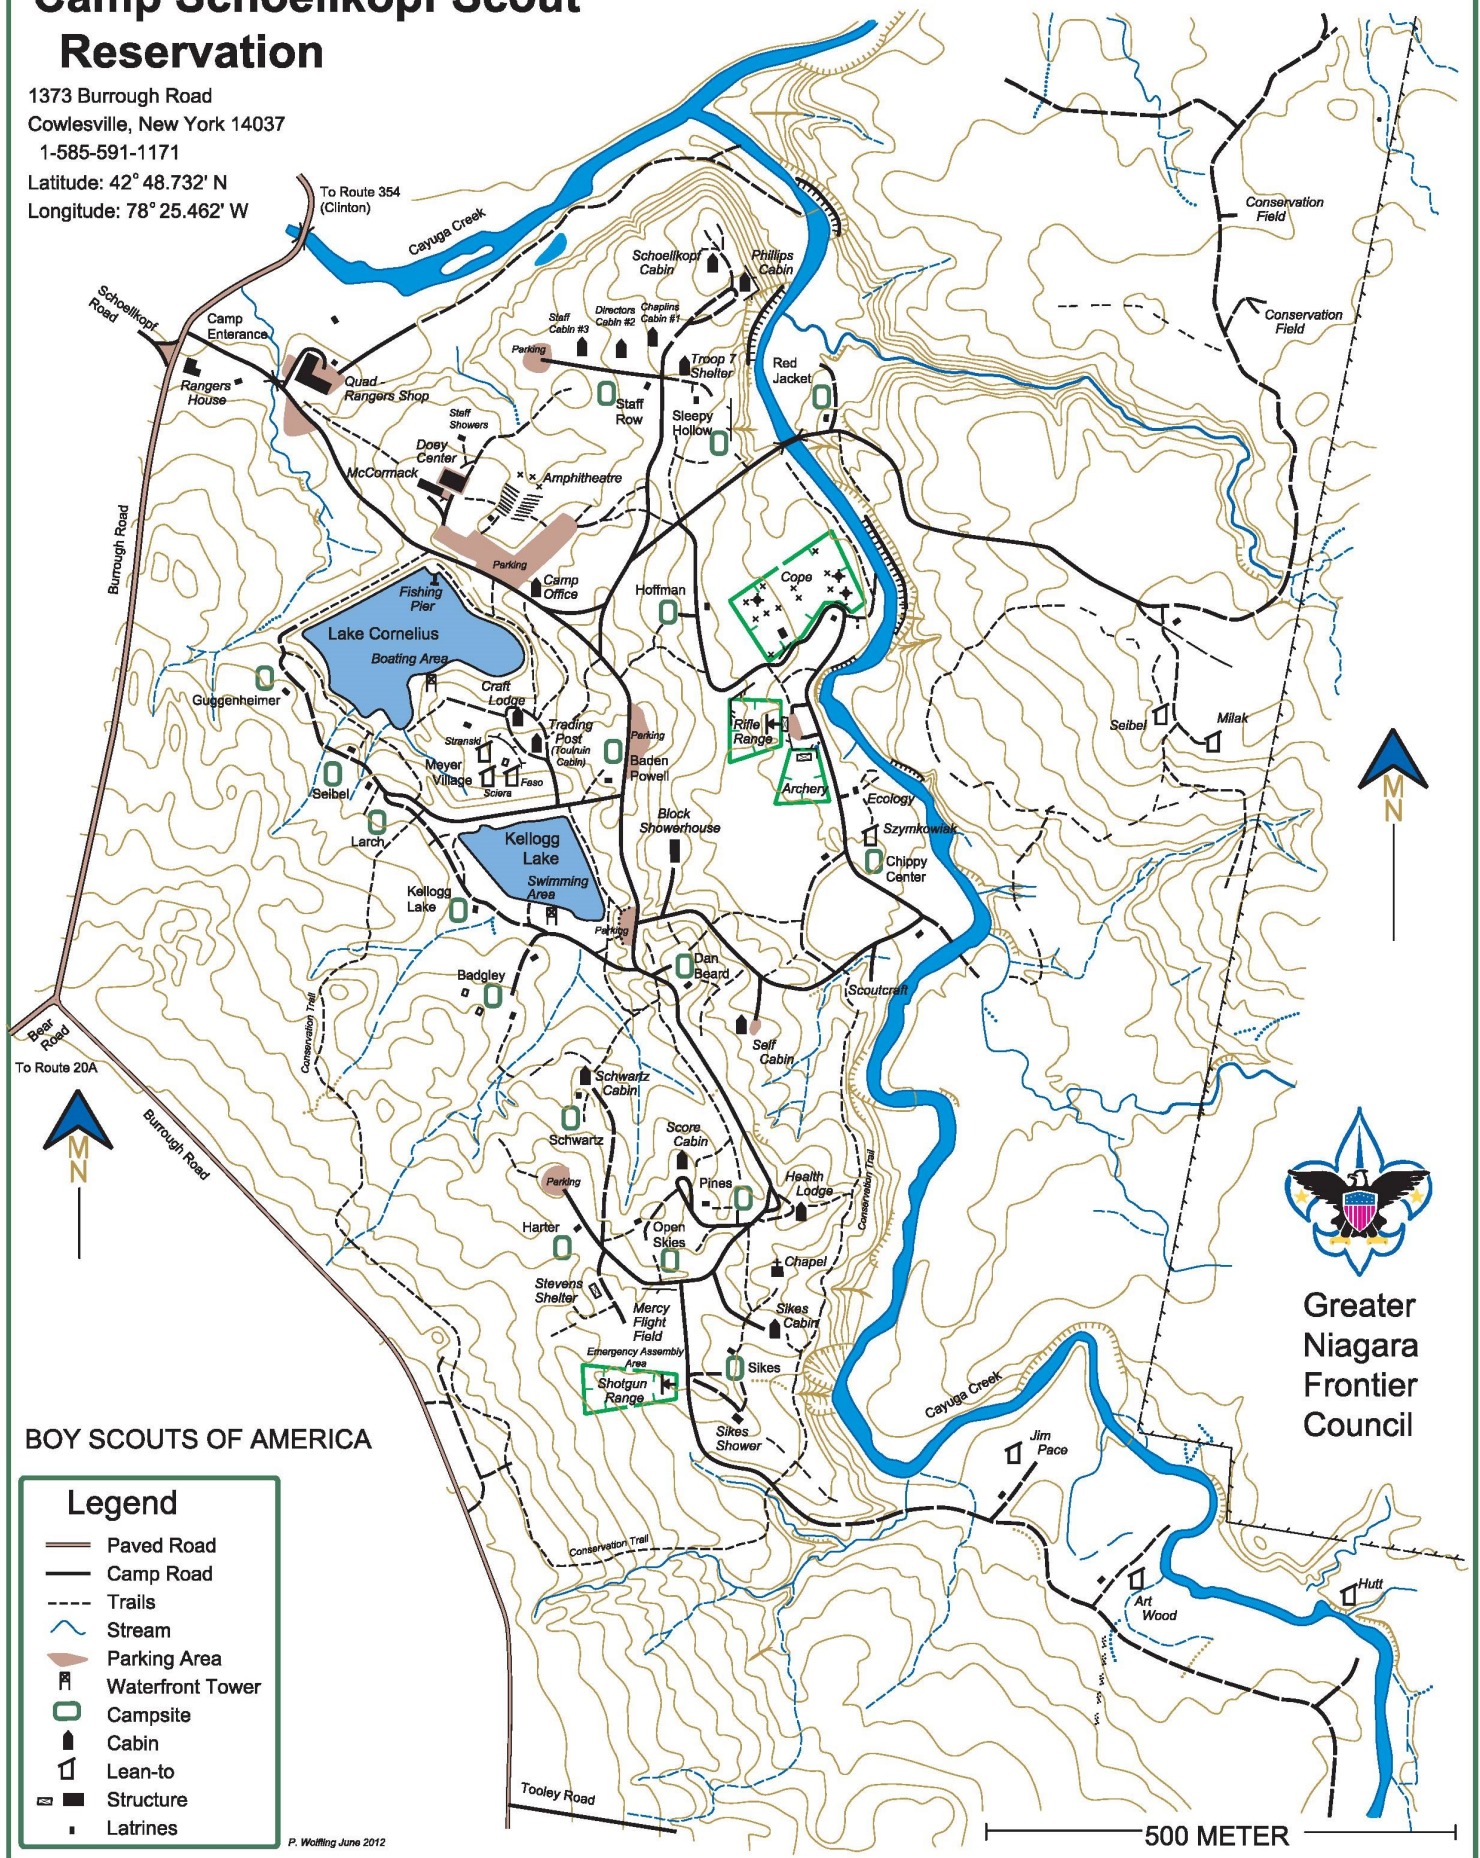 Camp Schoellkopf Scout
Reservation
1373 Burrough Road
Cowlesville, New York 14037
1-585-591-1171
Latitude: 42° 48.732' N
Longitude: 78° 25.462' W
To Route 354
(Clinton)
Cayuga Creek
Schoellkopf
Road
Camp
Enterance
Rangers
House
Quad -
Rangers Shop
Schoellkopf
Cabin
Phillips
Cabin
Staff
Cabin #3
Directors
Cabin #2
Chaplins
Cabin #1
Parking
Troop 7
Shelter
Staff
Row
Sleepy
Hollow
Red
Jacket
Conservation
Field
Conservation
Field
Staff
Showers
Doey
Center
McCormack
Amphitheatre
Parking
Camp
Office
Burrough Road
Fishing
Pier
Lake Cornelius
Boating Area
Hoffman
Cope
Guggenheimer
Craft
Lodge
Trading
Post
(Toulruin
Cabin)
Stranski
Meyer
Village
Sciera
Faso
Parking
Baden
Powell
Rifle
Range
Archery
Seibel
Milak
Seibel
Larch
Block
Showerhouse
Ecology
Szymkowiak
Chippy
Center
Kellogg
Lake
Swimming
Area
Kellogg
Lake
Parking
Badgley
Dan
Beard
Scoutcraft
Self
Cabin
Conservation Trail
Bear
Road
To Route 20A
Burrough Road
M
N
M
N
Schwartz
Cabin
Schwartz
Score
Cabin
Pines
Health
Lodge
Conservation Trail
Parking
Harter
Open
Skies
Chapel
Stevens
Shelter
Mercy
Flight
Field
Sikes
Cabin
Emergency Assembly
Area
Shotgun
Range
Sikes
Sikes
Shower
Cayuga Creek
Jim
Pace
Art
Wood
Hutt
Conservation Trail
Greater
Niagara
Frontier
Council
BOY SCOUTS OF AMERICA
Legend
Paved Road
Camp Road
Trails
Stream
Parking Area
Waterfront Tower
Campsite
Cabin
Lean-to
Structure
Latrines
P. Wolfling June 2012
Tooley Road
500 METER